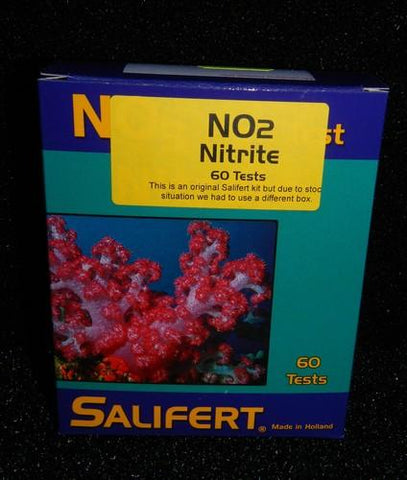 NO2
Nitrite
60 Tests
This is an original Salifert kit but due to stoc
situation we had to use a different box.
60
Tests
SALIFERT®
Made in Holland